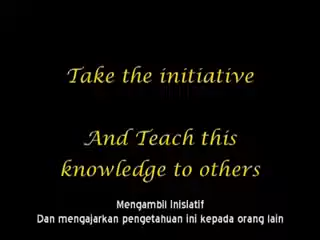 Take the initiative
And Teach this
knowledge to others
Mengambil Inisiatif
Dan mengajarkan pengetahuan ini kepada orang lain